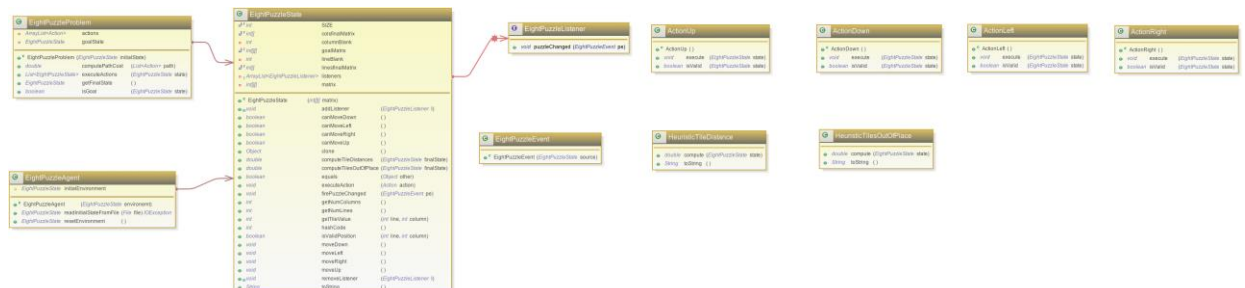 EightPuzzleProblem
ArrayList<Action> actions
EightPuzzleState goalState
EightPuzzleProblem (EightPuzzleState initialState)
double computePathCost (List<Action> path)
List<EightPuzzleState> executeActions (EightPuzzleState state)
EightPuzzleState getFinalState ( )
boolean isGoal (EightPuzzleState state)
EightPuzzleAgent
EightPuzzleState initialEnvironment
EightPuzzleAgent (EightPuzzleState environment)
EightPuzzleState readInitialStateFromFile (File file) IOException
EightPuzzleState resetEnvironment ( )
EightPuzzleState
int SIZE
int[] colsfinalMatrix
int columnBlank
int[][] goalMatrix
int lineBlank
int[] linesfinalMatrix
ArrayList<EightPuzzleListener> listeners
int[][] matrix
EightPuzzleState (int[][] matrix)
void addListener (EightPuzzleListener l)
boolean canMoveDown ( )
boolean canMoveLeft ( )
boolean canMoveRight ( )
boolean canMoveUp ( )
Object clone ( )
double computeTileDistances (EightPuzzleState finalState)
double computeTilesOutOfPlace (EightPuzzleState finalState)
boolean equals (Object other)
void executeAction (Action action)
void firePuzzleChanged (EightPuzzleEvent pe)
int getNumColumns ( )
int getNumLines ( )
int getTileValue (int line, int column)
int hashCode ( )
boolean isValidPosition (int line, int column)
void moveDown ( )
void moveLeft ( )
void moveRight ( )
void moveUp ( )
void removeListener (EightPuzzleListener l)
String toString ( )
EightPuzzleListener
void puzzleChanged (EightPuzzleEvent pe)
EightPuzzleEvent
EightPuzzleEvent (EightPuzzleState source)
ActionUp
ActionUp ( )
void execute (EightPuzzleState state)
boolean isValid (EightPuzzleState state)
ActionDown
ActionDown ( )
void execute (EightPuzzleState state)
boolean isValid (EightPuzzleState state)
ActionLeft
ActionLeft ( )
void execute (EightPuzzleState state)
boolean isValid (EightPuzzleState state)
ActionRight
ActionRight ( )
void execute (EightPuzzleState state)
boolean isValid (EightPuzzleState state)
HeuristicTileDistance
double compute (EightPuzzleState state)
String toString ( )
HeuristicTilesOutOfPlace
double compute (EightPuzzleState state)
String toString ( )